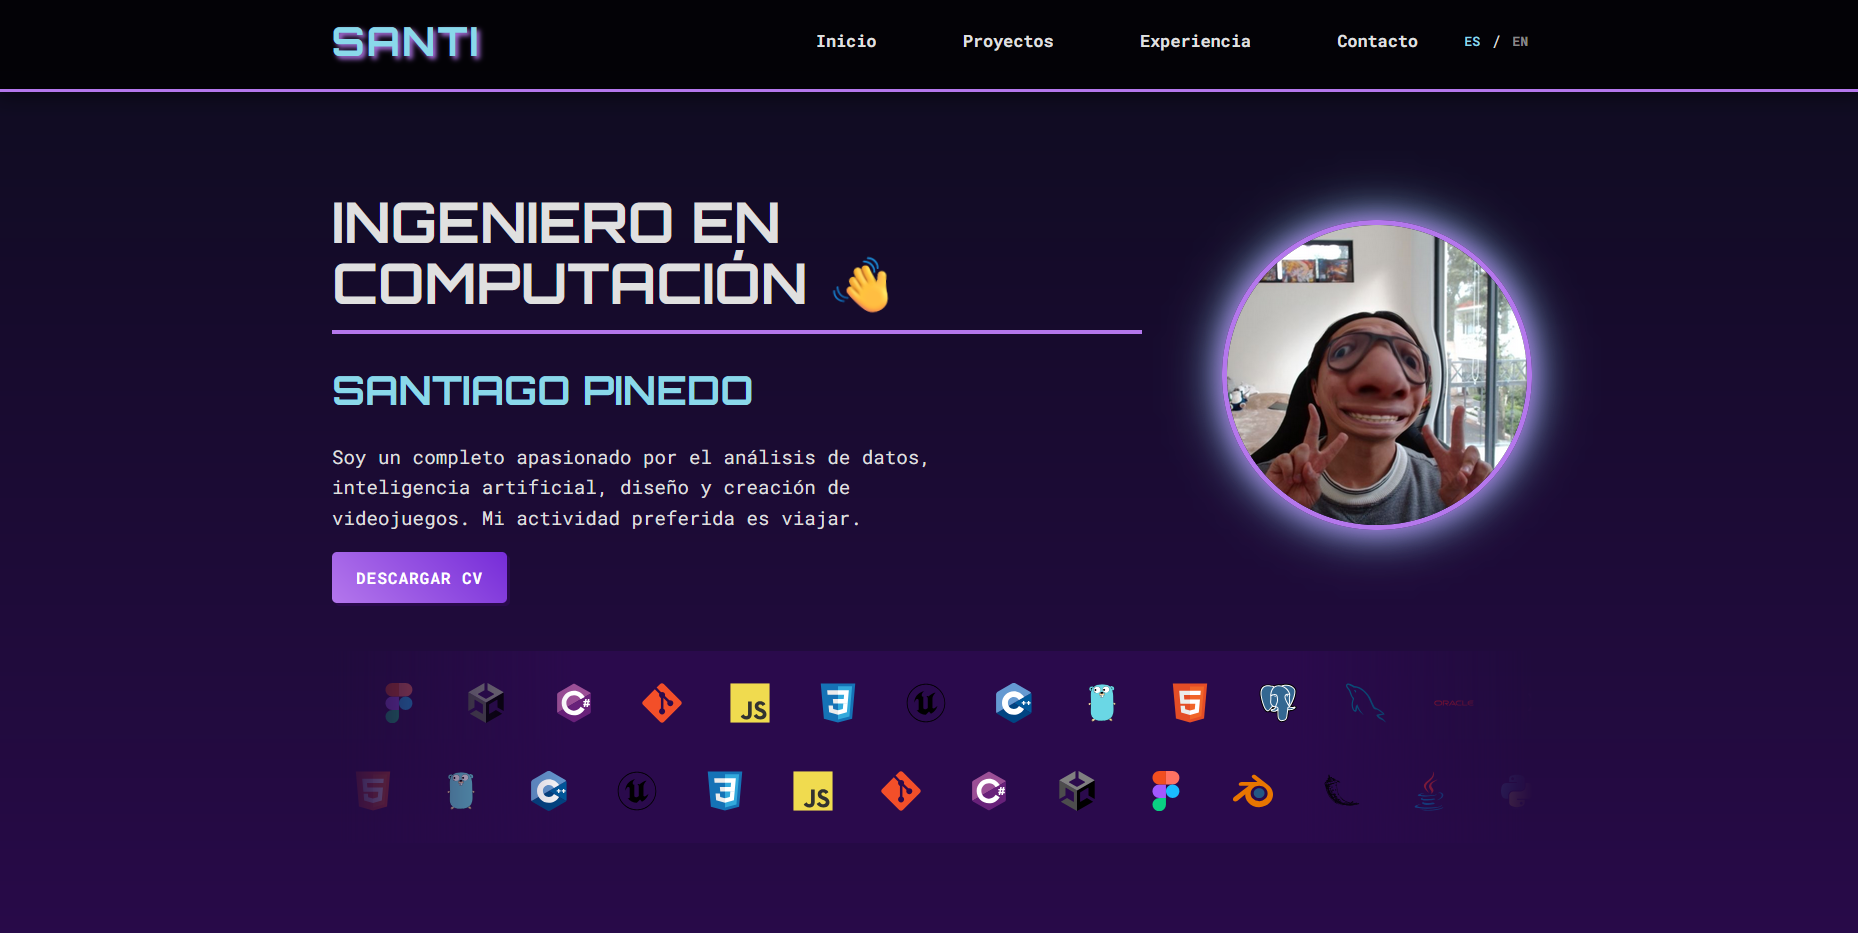 SANTI
Inicio
Proyectos
Experiencia
Contacto
ES / EN
INGENIERO EN
COMPUTACIÓN 👋
SANTIAGO PINEDO
Soy un completo apasionado por el análisis de datos,
inteligencia artificial, diseño y creación de
videojuegos. Mi actividad preferida es viajar.
DESCARGAR CV
C#
JS
3
u
C++
5
ORACLE
5
C++
u
3
JS
C#